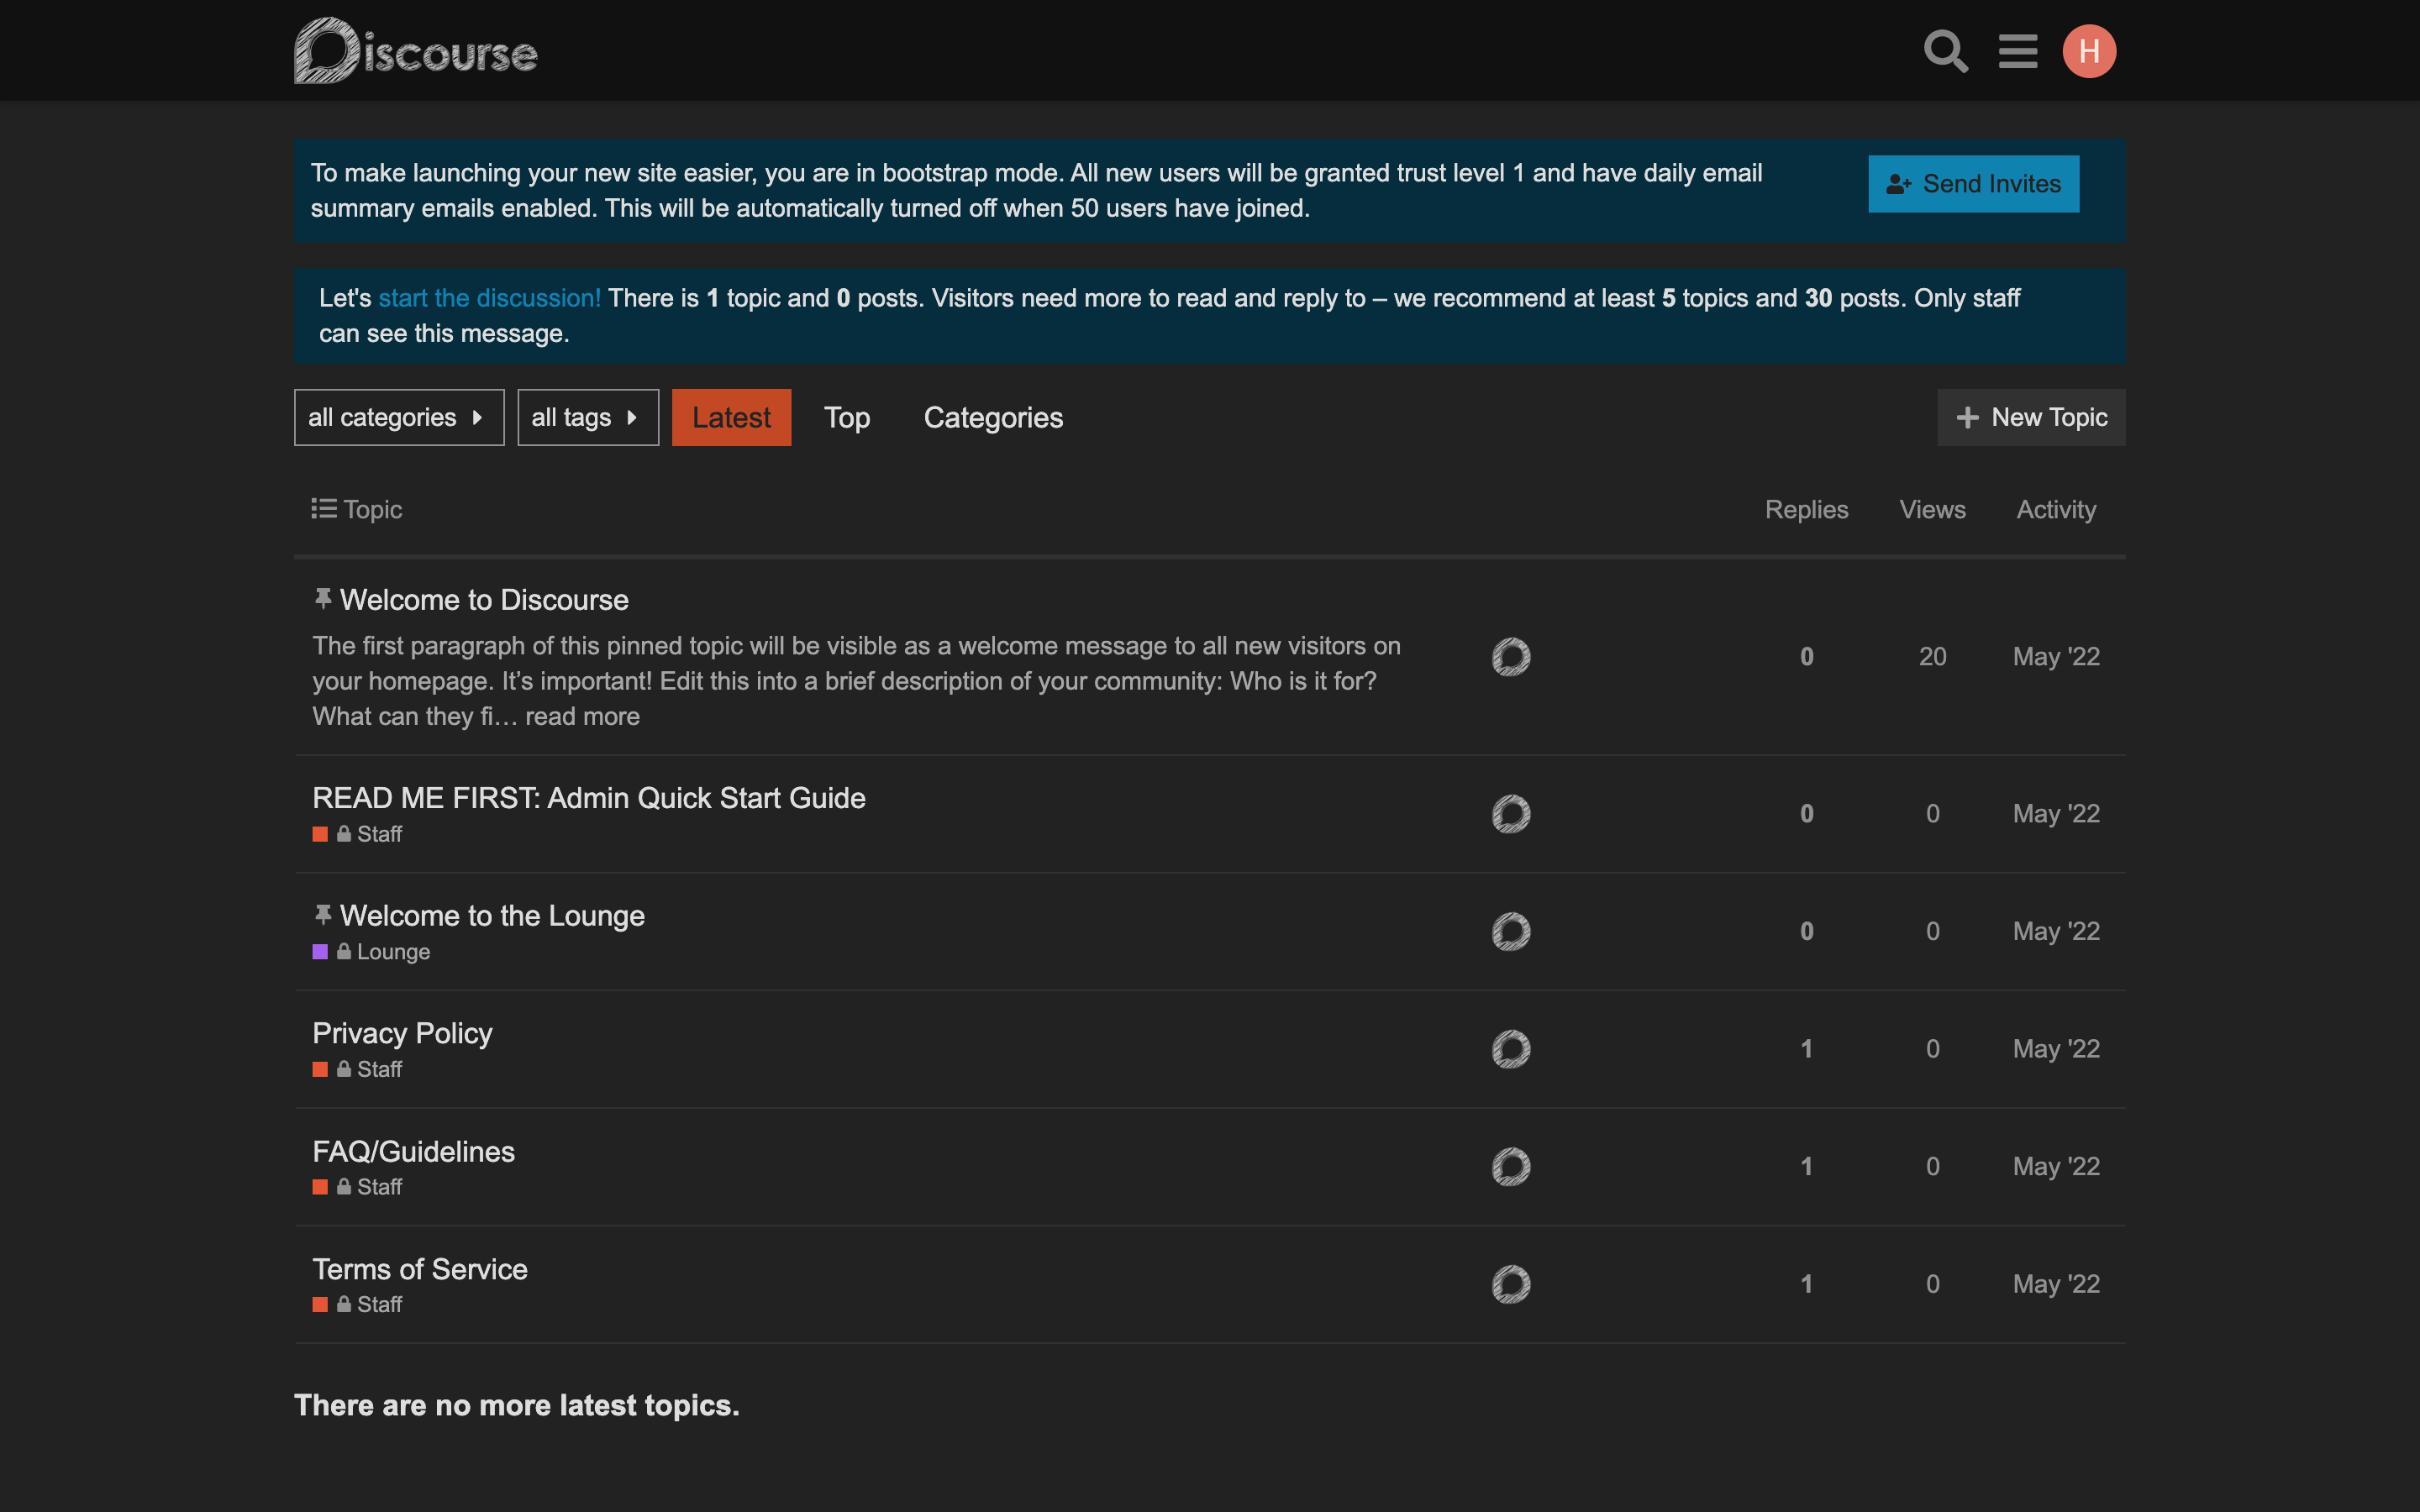 Discourse
H
To make launching your new site easier, you are in bootstrap mode. All new users will be granted trust level 1 and have daily email
summary emails enabled. This will be automatically turned off when 50 users have joined.
Send Invites
Let's start the discussion! There is 1 topic and 0 posts. Visitors need more to read and reply to – we recommend at least 5 topics and 30 posts. Only staff
can see this message.
all categories all tags Latest Top Categories New Topic
Topic Replies Views Activity
Welcome to Discourse
The first paragraph of this pinned topic will be visible as a welcome message to all new visitors on
your homepage. It’s important! Edit this into a brief description of your community: Who is it for?
What can they fi… read more
0 20 May '22
READ ME FIRST: Admin Quick Start Guide
Staff
0 0 May '22
Welcome to the Lounge
Lounge
0 0 May '22
Privacy Policy
Staff
1 0 May '22
FAQ/Guidelines
Staff
1 0 May '22
Terms of Service
Staff
1 0 May '22
There are no more latest topics.